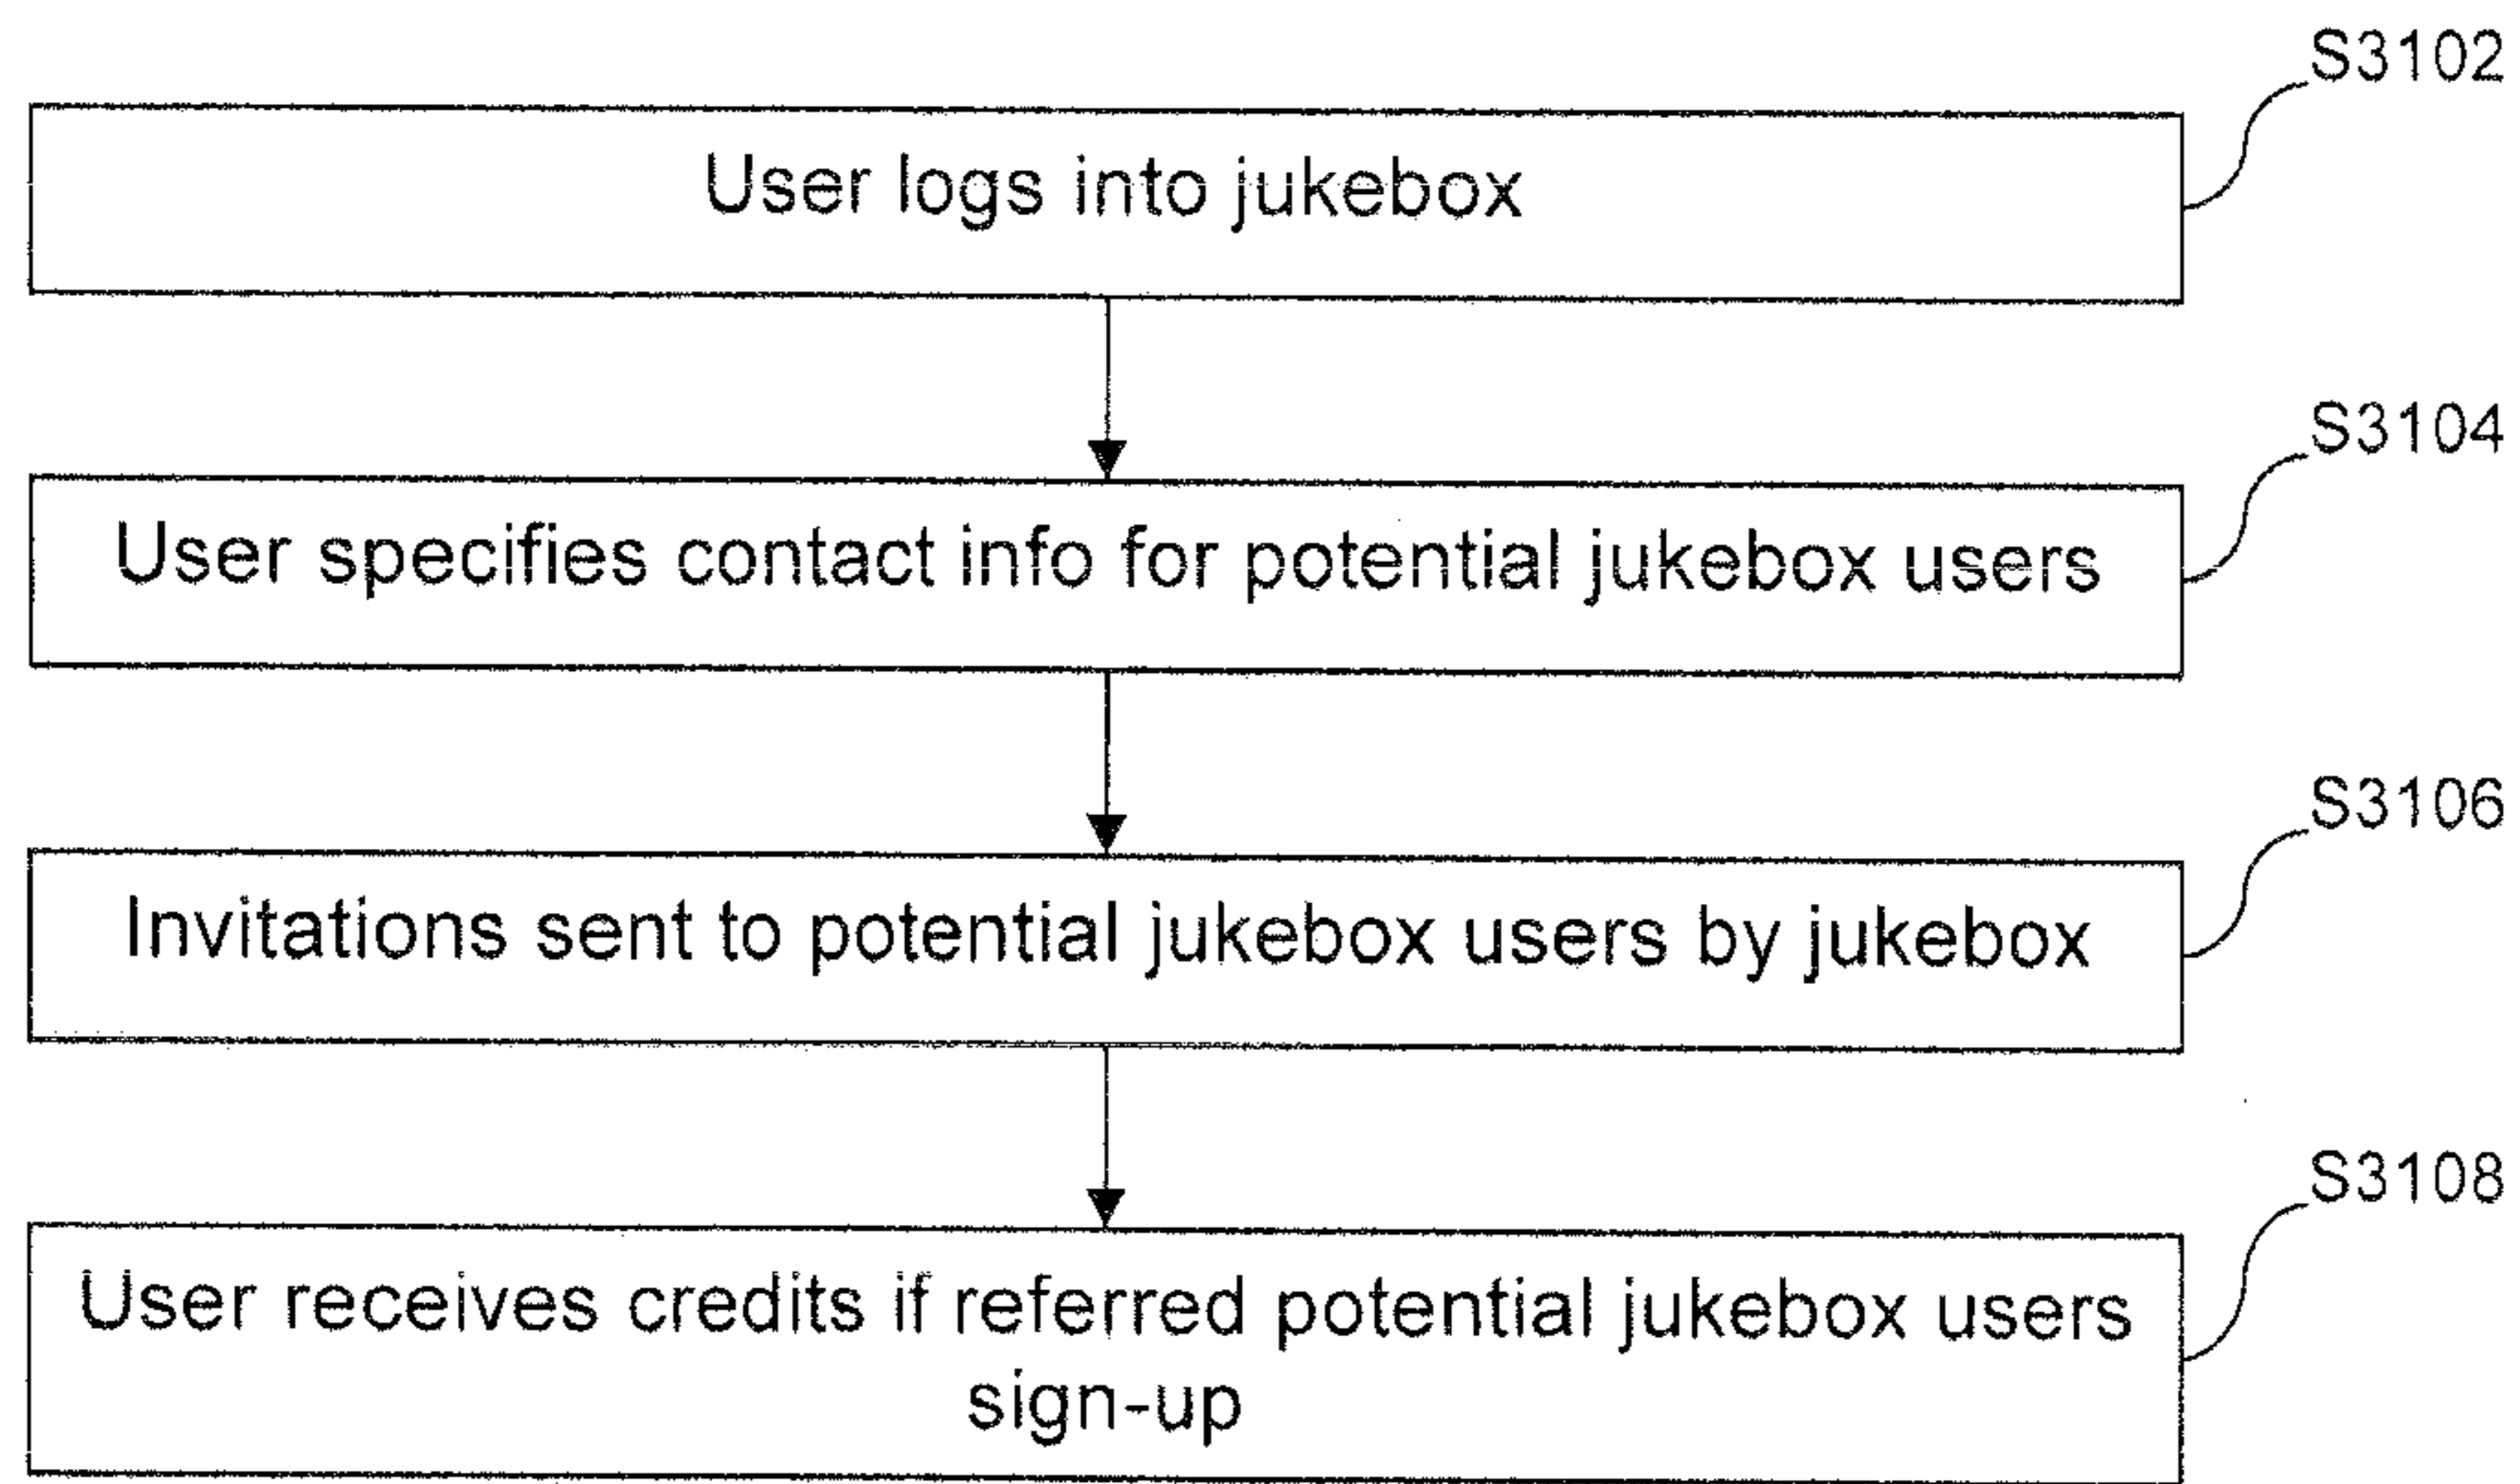 S3102
User logs into jukebox
S3104
User specifies contact info for potential jukebox users
S3106
Invitations sent to potential jukebox users by jukebox
S3108
User receives credits if referred potential jukebox users
sign-up